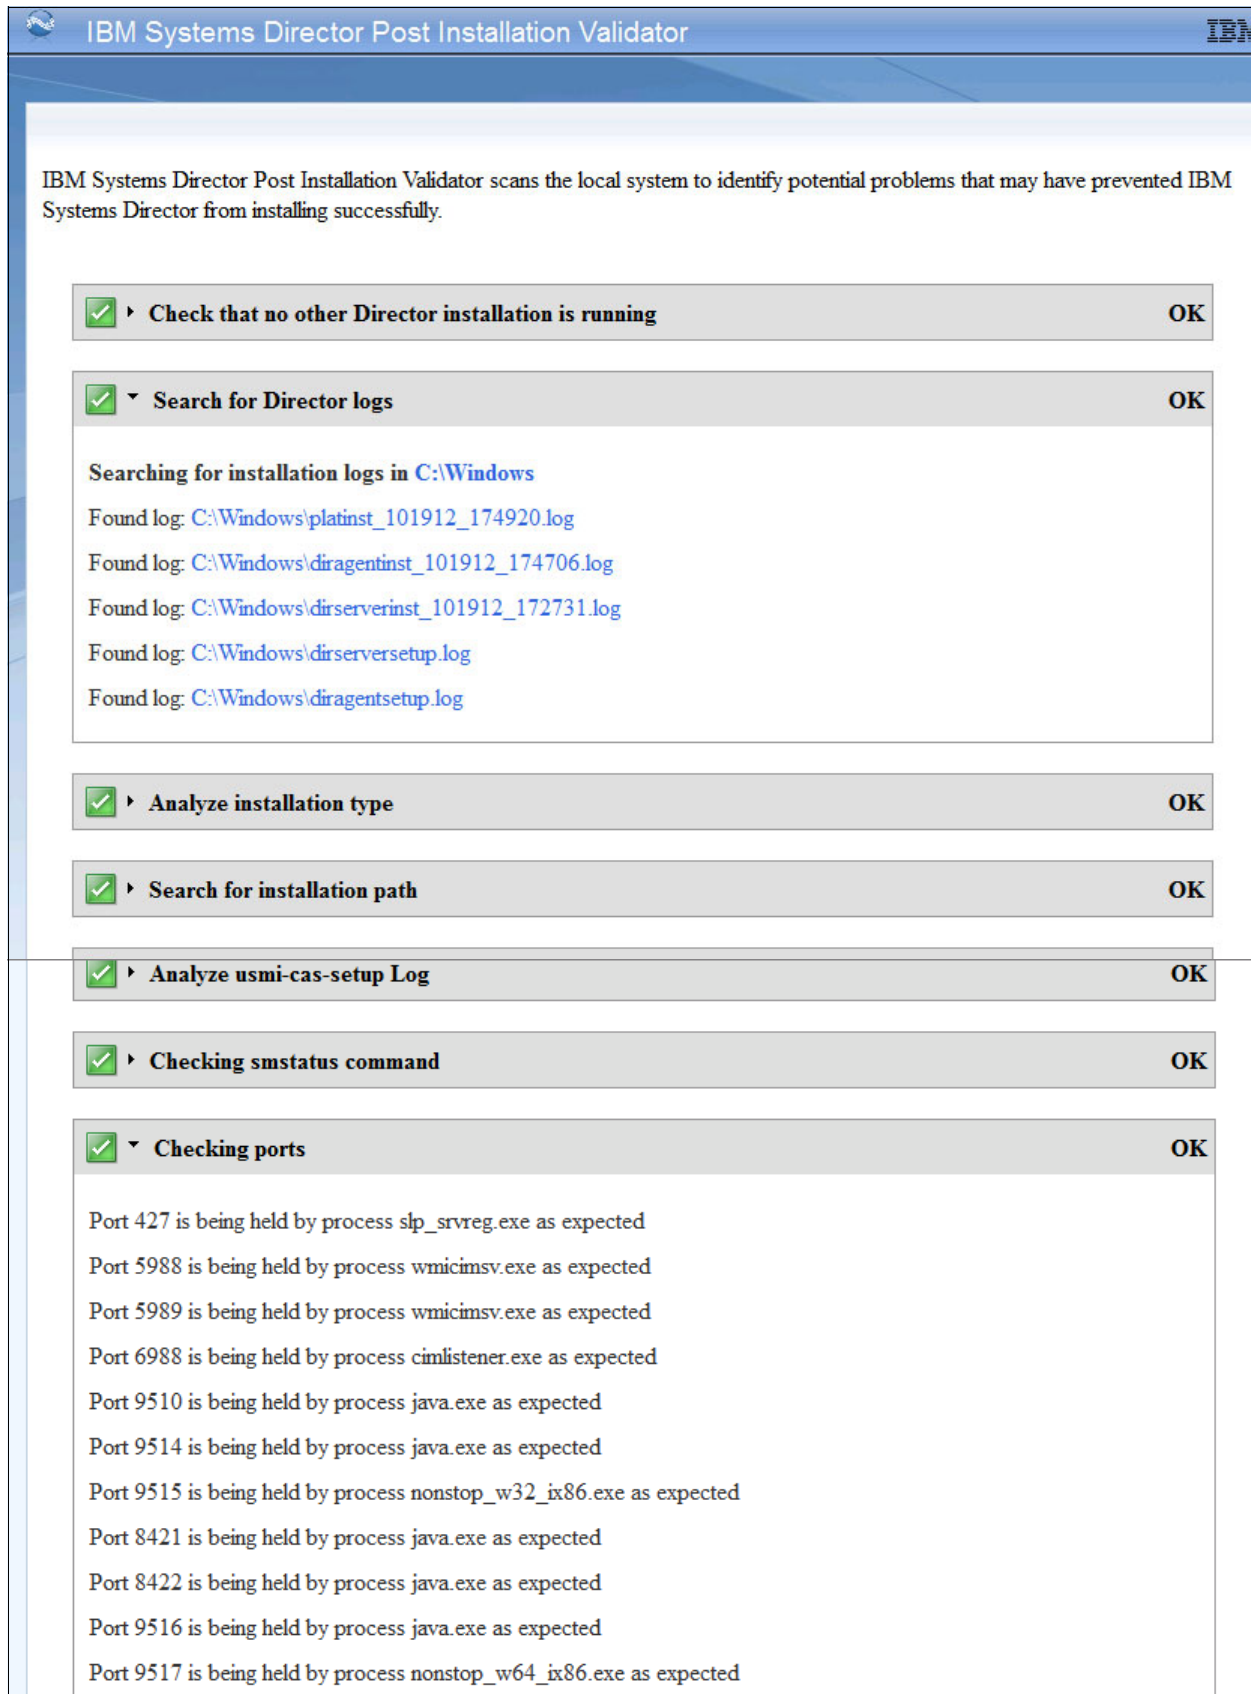 IBM Systems Director Post Installation Validator
IBM
IBM Systems Director Post Installation Validator scans the local system to identify potential problems that may have prevented IBM
Systems Director from installing successfully.
Check that no other Director installation is running OK
Search for Director logs OK
Searching for installation logs in C:\Windows
Found log: C:\Windows\platinst_101912_174920.log
Found log: C:\Windows\diragentinst_101912_174706.log
Found log: C:\Windows\dirserverinst_101912_172731.log
Found log: C:\Windows\dirserversetup.log
Found log: C:\Windows\diragentsetup.log
Analyze installation type OK
Search for installation path OK
Analyze usmi-cas-setup Log OK
Checking smstatus command OK
Checking ports OK
Port 427 is being held by process slp_srvreg.exe as expected
Port 5988 is being held by process wmicimsv.exe as expected
Port 5989 is being held by process wmicimsv.exe as expected
Port 6988 is being held by process cimlistener.exe as expected
Port 9510 is being held by process java.exe as expected
Port 9514 is being held by process java.exe as expected
Port 9515 is being held by process nonstop_w32_ix86.exe as expected
Port 8421 is being held by process java.exe as expected
Port 8422 is being held by process java.exe as expected
Port 9516 is being held by process java.exe as expected
Port 9517 is being held by process nonstop_w64_ix86.exe as expected